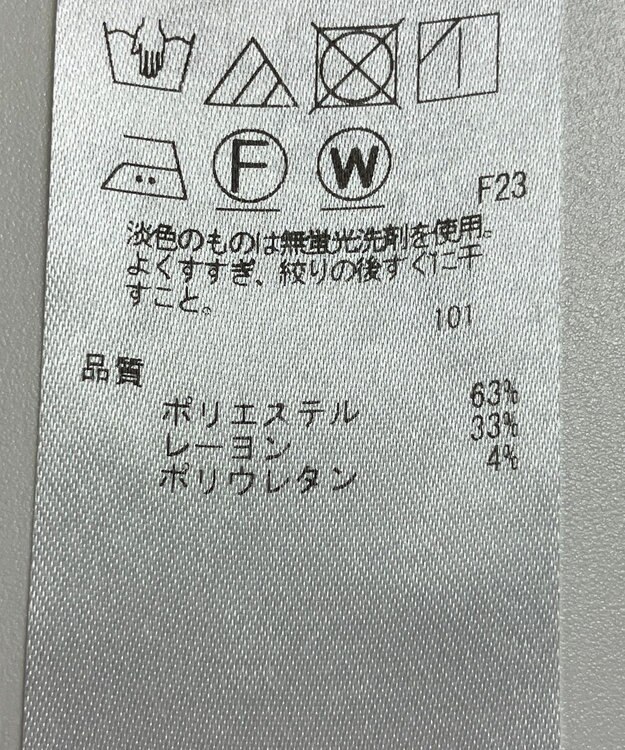 F
W
F23
淡色のものは無蛍光洗剤を使用。
よくすすぎ、絞りの後すぐに干
すこと。
101
品質
ポリエステル 63%
レーヨン 33%
ポリウレタン 4%